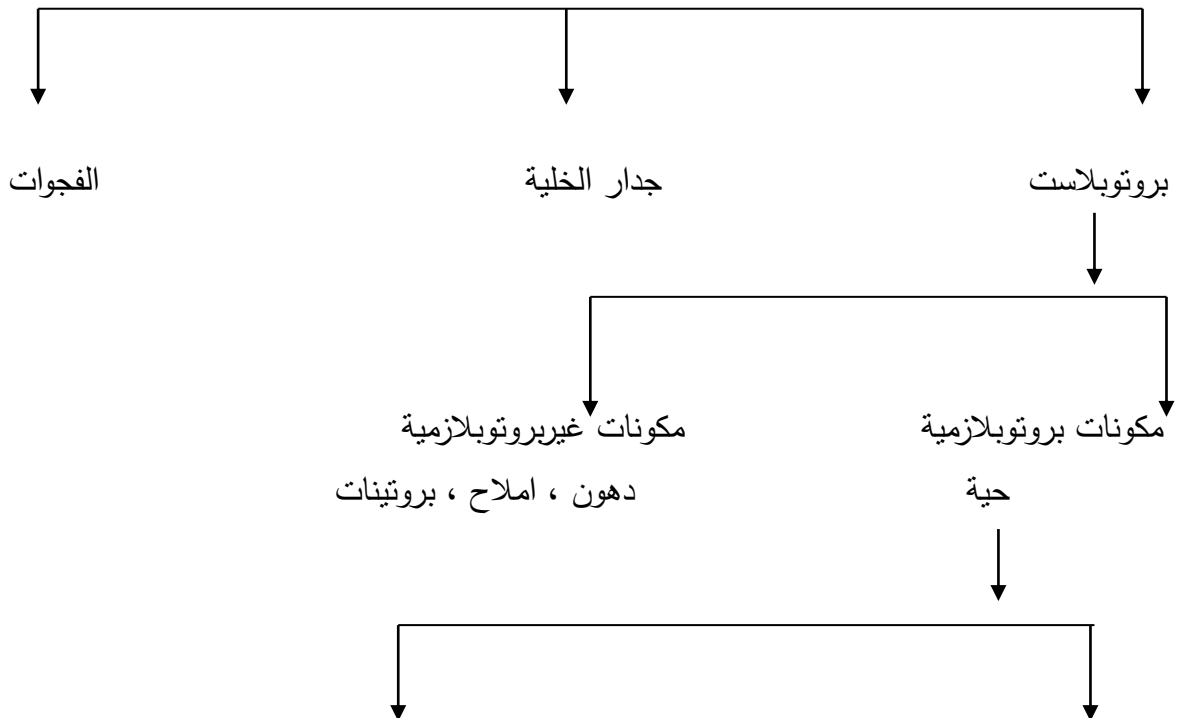 بروتوبلاست جدار الخلية الفجوات
مكونات بروتوبلازمية مكونات غيربروتوبلازمية
حية دهون ، املاح ، بروتينات